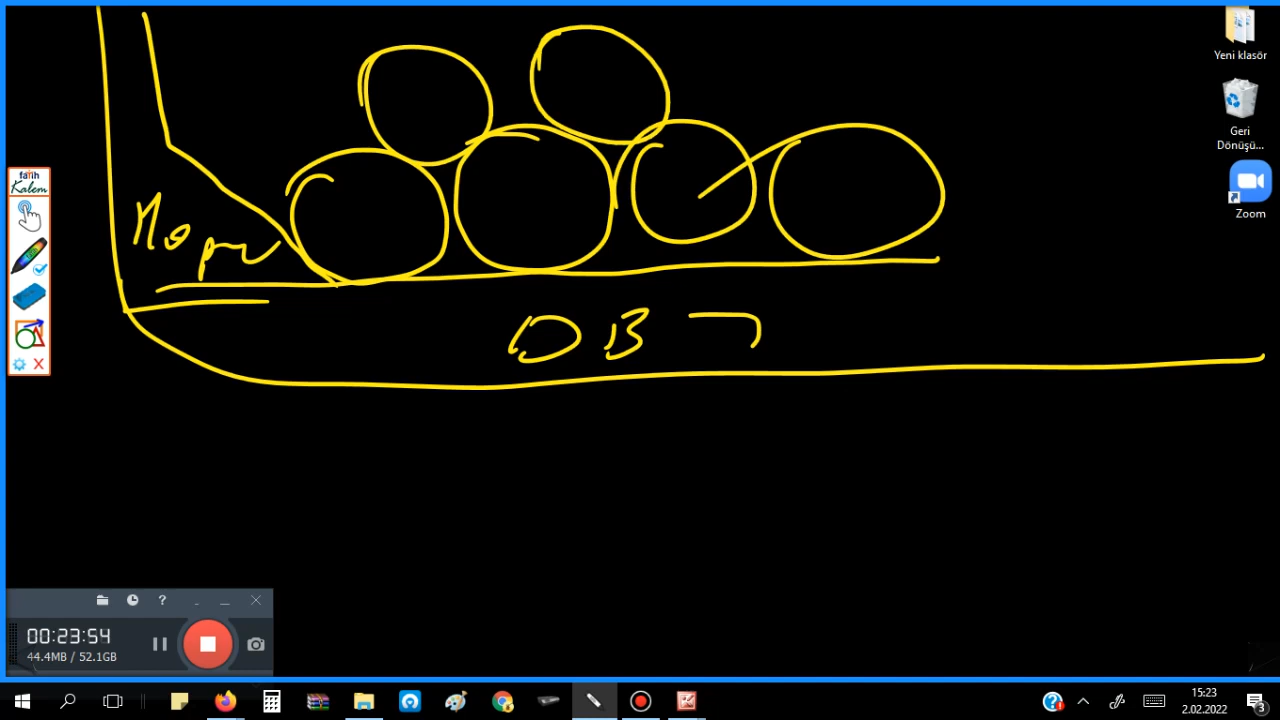 Yeni klasör
Geri
Dönüşü...
Zoom
fatih
Kalem
O B
?
00:23:54
44.4MB / 52.1GB
15:23
2.02.2022
3